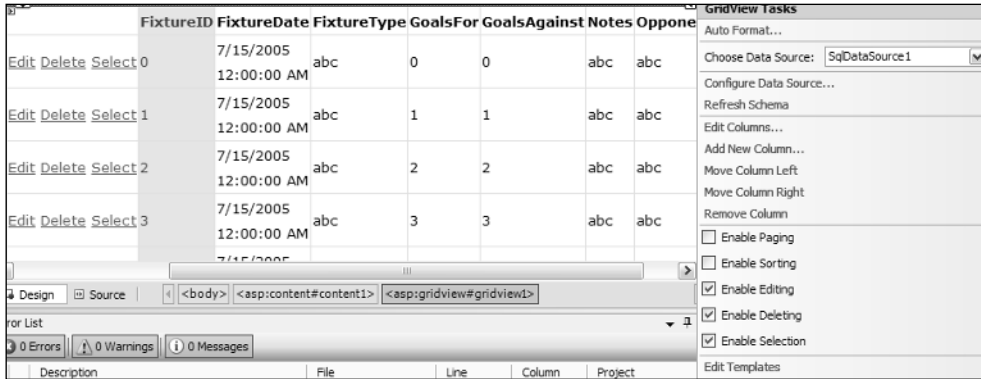 FixtureID FixtureDate FixtureType GoalsFor GoalsAgainst Notes Oppone
Edit Delete Select 0 7/15/2005 12:00:00 AM abc 0 0 abc abc
Edit Delete Select 1 7/15/2005 12:00:00 AM abc 1 1 abc abc
Edit Delete Select 2 7/15/2005 12:00:00 AM abc 2 2 abc abc
Edit Delete Select 3 7/15/2005 12:00:00 AM abc 3 3 abc abc
7/15/2005
Design Source <body> <asp:content#content1> <asp:gridview#gridview1>
ror List
0 Errors 0 Warnings 0 Messages
Description File Line Column Project
GridView Tasks
Auto Format...
Choose Data Source: SqlDataSource1
Configure Data Source...
Refresh Schema
Edit Columns...
Add New Column...
Move Column Left
Move Column Right
Remove Column
Enable Paging
Enable Sorting
Enable Editing
Enable Deleting
Enable Selection
Edit Templates